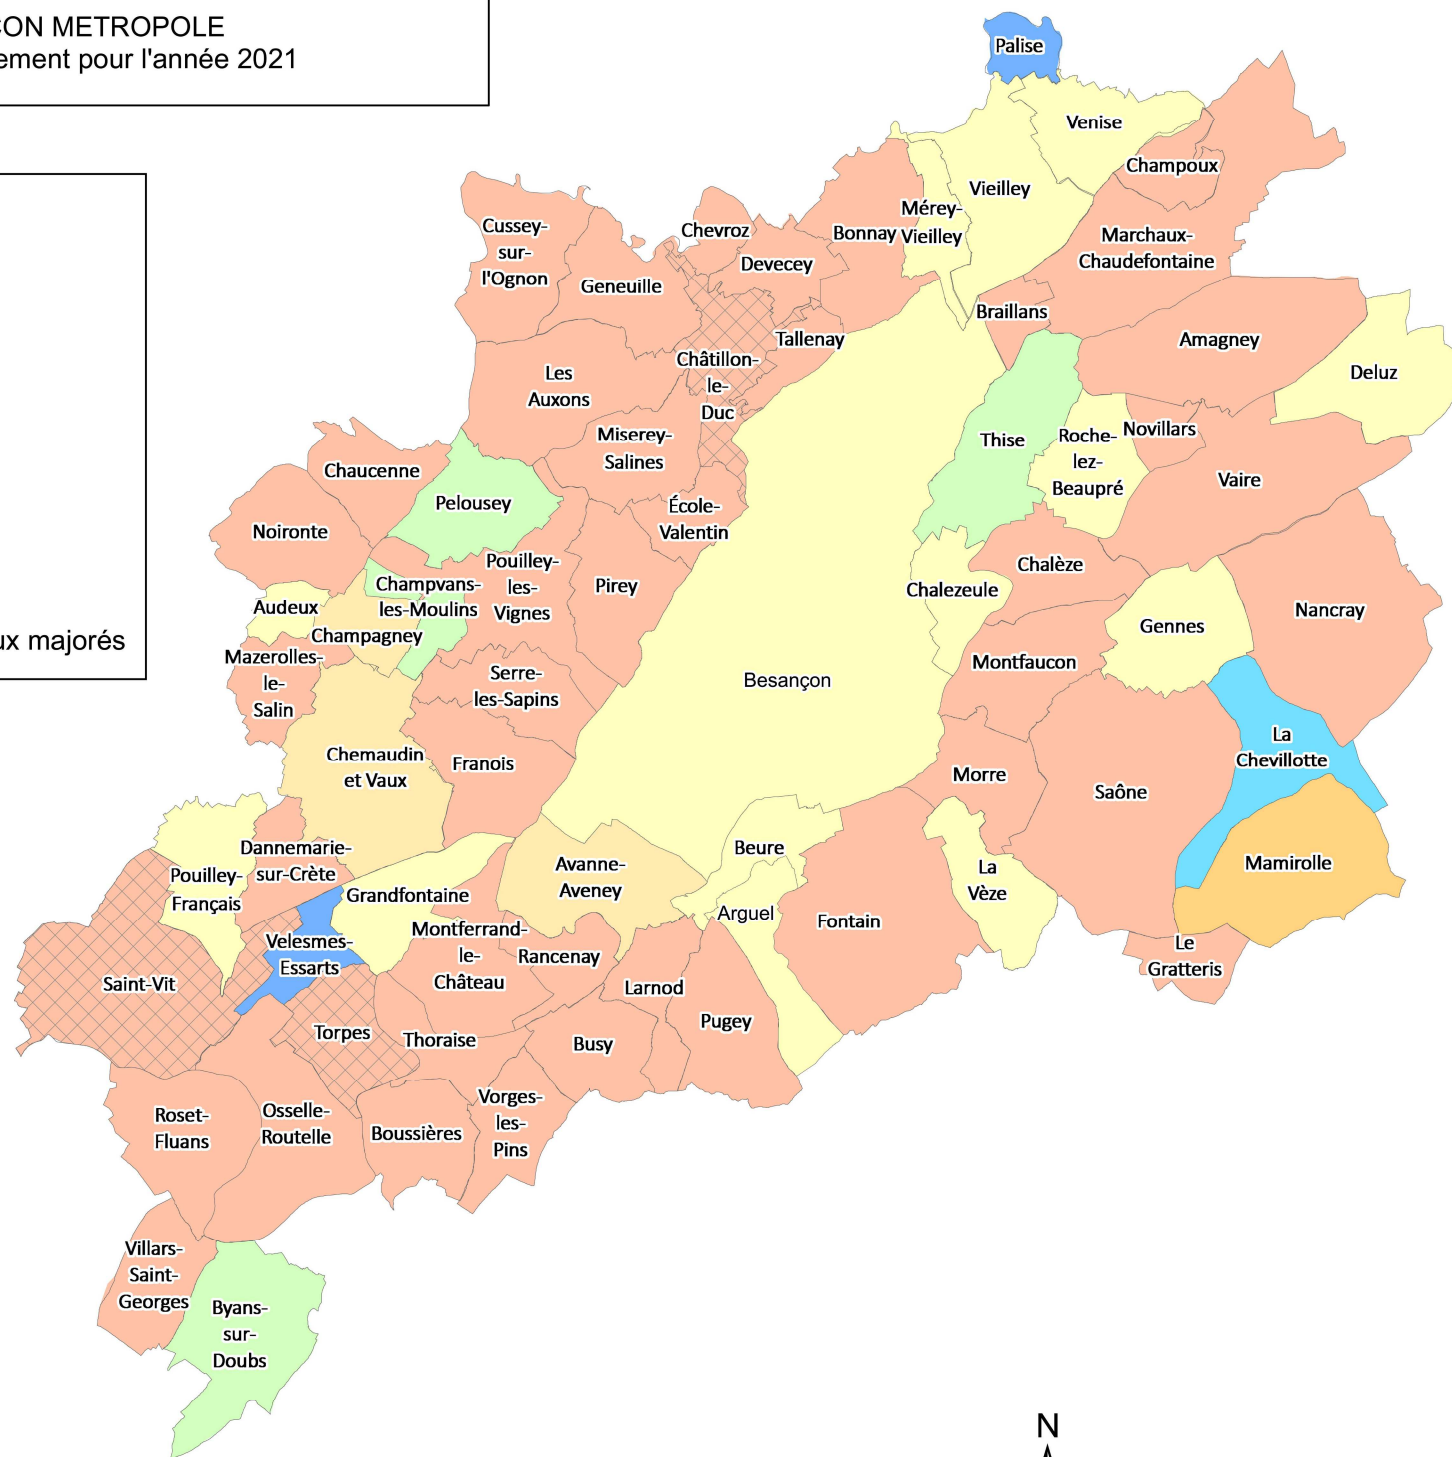 ÇON METROPOLE
ement pour l'année 2021
ux majorés
Palise
Venise
Champoux
Vieilley
Mérey-
Vieilley
Bonnay
Cussey-
sur-
l'Ognon
Chevroz
Devecey
Geneuille
Marchaux-
Chaudefontaine
Braillans
Tallenay
Amagney
Châtillon-
le-
Duc
Les
Auxons
Deluz
Miserey-
Salines
Thise
Roche-
lez-
Beaupré
Novillars
Vaire
Chaucenne
Pelousey
École-
Valentin
Noironte
Pouilley-
les-
Vignes
Pirey
Chalèze
Chalezeule
Champvans-
les-Moulins
Audeux
Champagney
Gennes
Nancray
Mazerolles-
le-
Salin
Serre-
les-Sapins
Montfaucon
Besançon
Chemaudin
et Vaux
Franois
La
Chevillotte
Morre
Saône
Dannemarie-
sur-Crète
Beure
Avanne-
Aveney
La
Vèze
Mamirolle
Pouilley-
Français
Grandfontaine
Arguel
Fontain
Velesmes-
Essarts
Montferrand-
le-
Château
Rancenay
Le
Gratteris
Saint-Vit
Larnod
Torpes
Thoraise
Busy
Pugey
Roset-
Fluans
Osselle-
Routelle
Boussières
Vorges-
les-
Pins
Villars-
Saint-
Georges
Byans-
sur-
Doubs
N